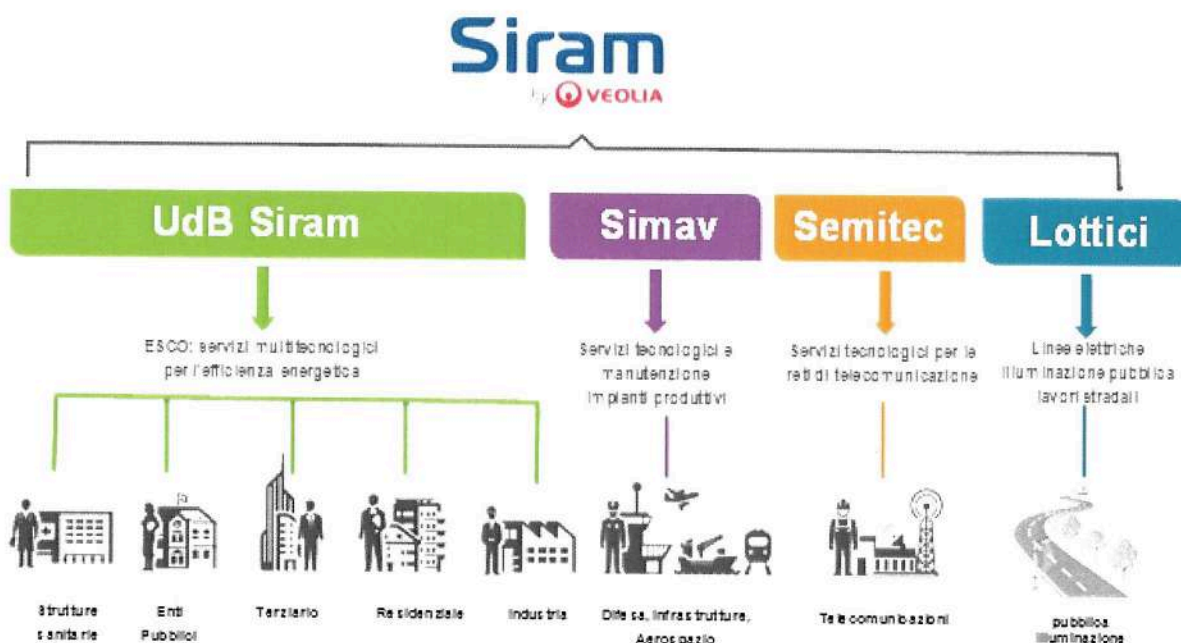 Siram
by VEOLIA
UdB Siram
Simav
Semitec
Lottici
ESCO: servizi multitecnologici
per l'efficienza energetica
Servizi tecnologici e
manutenzione
impianti produttivi
Servizi tecnologici per le
reti di telecomunicazione
Linee elettriche
illuminazione pubblica
lavori stradali
Strutture
sanitarie
Enti
Pubblici
Terziario
Residenziale
Industria
Difesa, Infrastrutture,
Aerospazio
Telecomunicazioni
pubblica
illuminazione